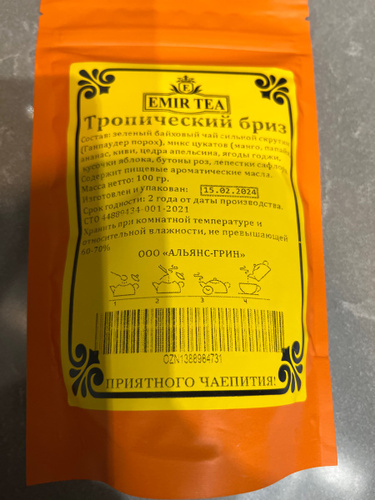 EMIR TEA
Тропический бриз
Состав: зеленый байховый чай сильной скрутки
(Ганпаудер порох), микс цукатов (манго, папайя,
ананас, киви, цедра апельсина, ягоды годжи,
кусочки яблока, бутоны роз, лепестки сафлора.
Содержит пищевые ароматические масла.
Масса нетто: 100 гр.
Изготовлен и упакован: 15.02.2024
Срок годности: 2 года от даты производства.
СТО 44899134-001-2021
Хранить при комнатной температуре и
относительной влажности, не превышающей
60-70%
ООО «АЛЬЯНС-ГРИН»
1 2 3 4
OZN1388984731
ПРИЯТНОГО ЧАЕПИТИЯ!